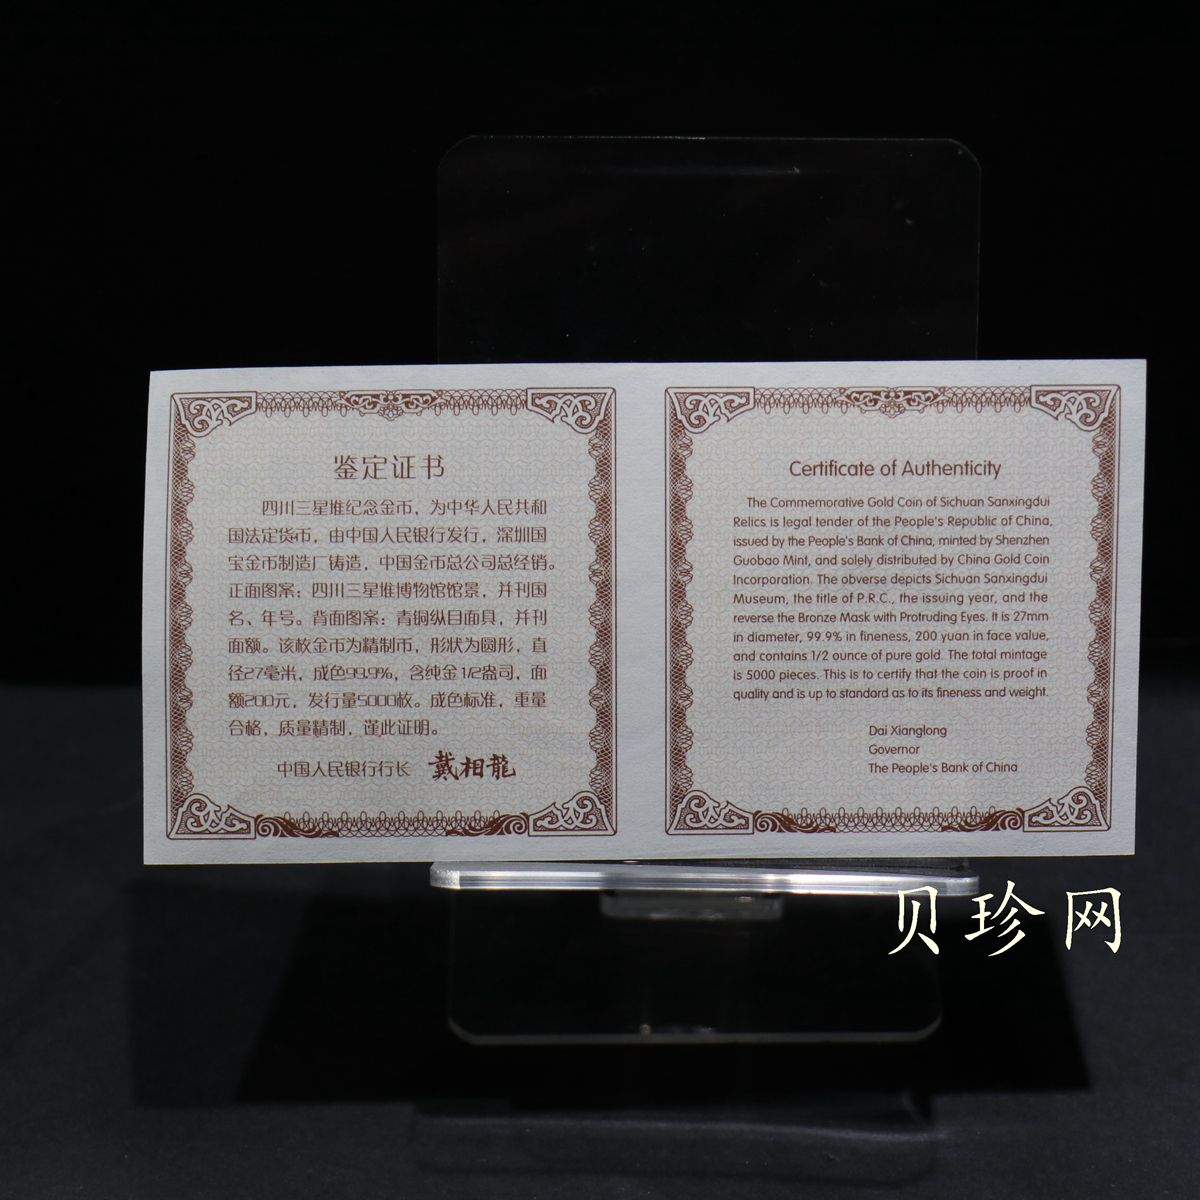 鉴定证书
四川三星堆纪念金币，为中华人民共和
国法定货币，由中国人民银行发行，深圳国
宝金币制造厂铸造，中国金币总公司总经销。
正面图案：四川三星堆博物馆馆景，并刊国
名、年号。背面图案：青铜纵目面具，并刊
面额。该枚金币为精制币，形状为圆形，直
径27毫米，成色99.9%，含纯金1/2盎司，面
额200元，发行量5000枚。成色标准，重量
合格，质量精制，谨此证明。
中国人民银行行长 戴相龍
Certificate of Authenticity
The Commemorative Gold Coin of Sichuan Sanxingdui
Relics is legal tender of the People's Republic of China,
issued by the People's Bank of China, minted by Shenzhen
Guobao Mint, and solely distributed by China Gold Coin
Incorporation. The obverse depicts Sichuan Sanxingdui
Museum, the title of P.R.C., the issuing year, and the
reverse the Bronze Mask with Protruding Eyes. It is 27mm
in diameter, 99.9% in fineness, 200 yuan in face value,
and contains 1/2 ounce of pure gold. The total mintage
is 5000 pieces. This is to certify that the coin is proof in
quality and is up to standard as to its fineness and weight.
Dai Xianglong
Governor
The People's Bank of China
贝珍网